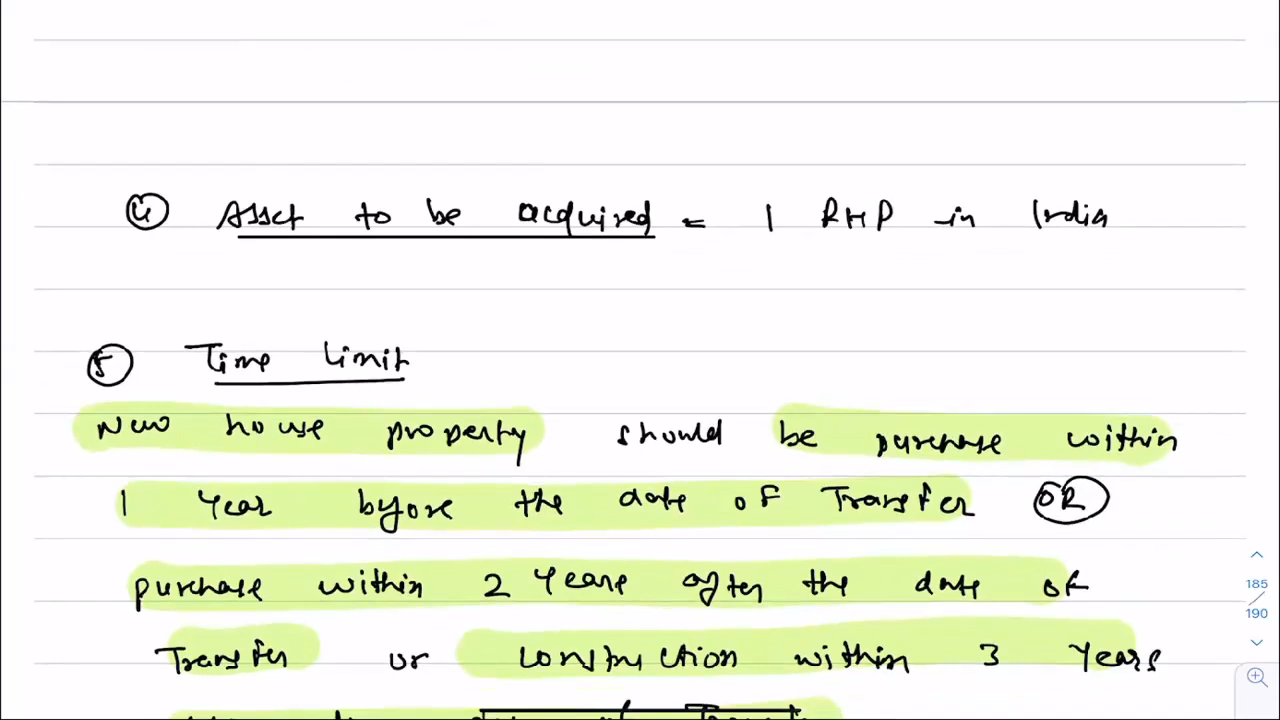 4 Asset to be acquired = 1 RHP in India
5 Time limit
New house property should be purchase within
1 Year before the date of Transfer OR
purchase within 2 Years after the date of
Transfer or construction within 3 Years
185
190